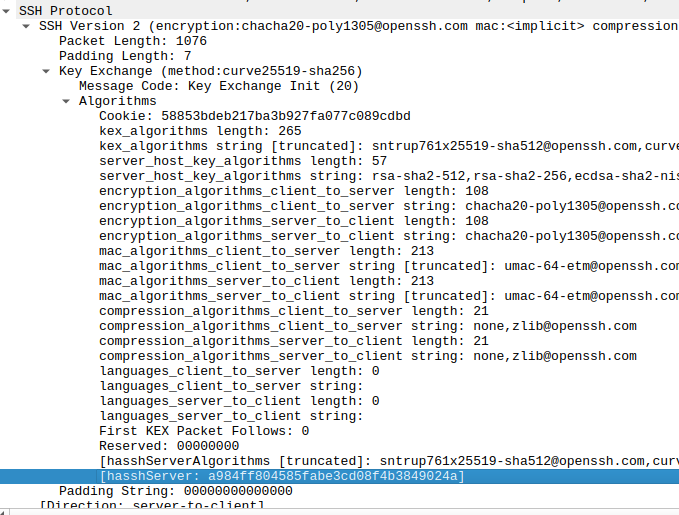 SSH Protocol
SSH Version 2 (encryption:chacha20-poly1305@openssh.com mac:<implicit> compression
Packet Length: 1076
Padding Length: 7
Key Exchange (method:curve25519-sha256)
Message Code: Key Exchange Init (20)
Algorithms
Cookie: 58853bdeb217ba3b927fa077c089cdbd
kex_algorithms length: 265
kex_algorithms string [truncated]: sntrup761x25519-sha512@openssh.com,curve
server_host_key_algorithms length: 57
server_host_key_algorithms string: rsa-sha2-512,rsa-sha2-256,ecdsa-sha2-nis
encryption_algorithms_client_to_server length: 108
encryption_algorithms_client_to_server string: chacha20-poly1305@openssh.co
encryption_algorithms_server_to_client length: 108
encryption_algorithms_server_to_client string: chacha20-poly1305@openssh.co
mac_algorithms_client_to_server length: 213
mac_algorithms_client_to_server string [truncated]: umac-64-etm@openssh.com
mac_algorithms_server_to_client length: 213
mac_algorithms_server_to_client string [truncated]: umac-64-etm@openssh.com
compression_algorithms_client_to_server length: 21
compression_algorithms_client_to_server string: none,zlib@openssh.com
compression_algorithms_server_to_client length: 21
compression_algorithms_server_to_client string: none,zlib@openssh.com
languages_client_to_server length: 0
languages_client_to_server string:
languages_server_to_client length: 0
languages_server_to_client string:
First KEX Packet Follows: 0
Reserved: 00000000
[hasshServerAlgorithms [truncated]: sntrup761x25519-sha512@openssh.com,curv
[hasshServer: a984ff804585fabe3cd08f4b3849024a]
Padding String: 00000000000000
[Direction: server-to-client]